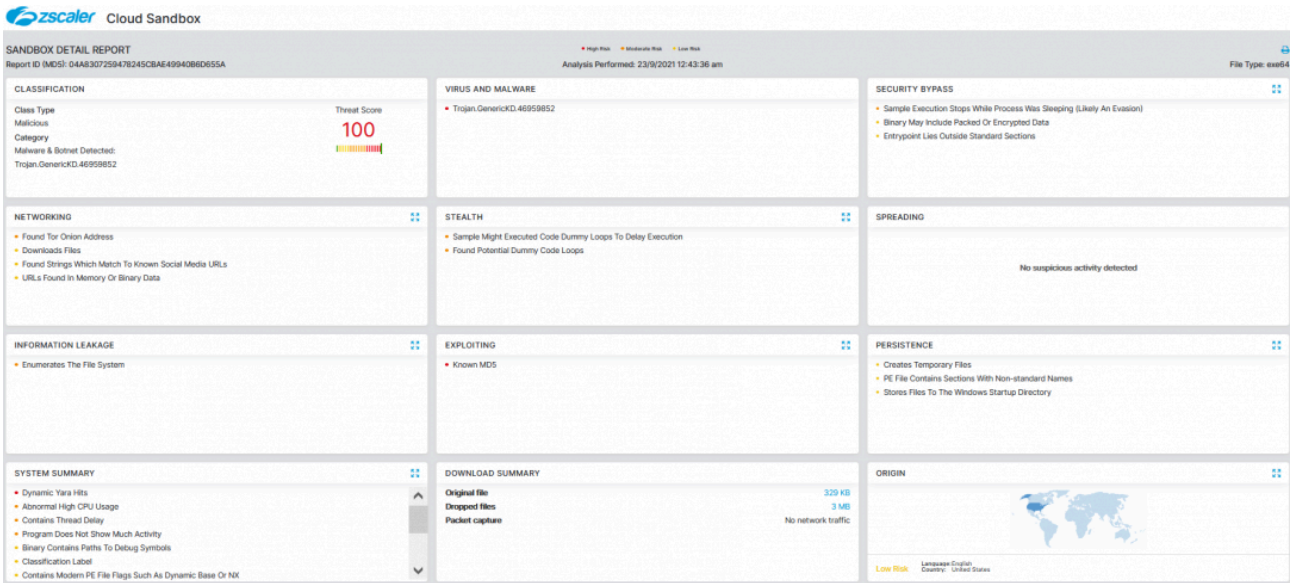 zscaler Cloud Sandbox
SANDBOX DETAIL REPORT
Report ID (MD5): 04A8307259478245CBAE49940B6D655A
High Risk Moderate Risk Low Risk
Analysis Performed: 23/9/2021 12:43:36 am
File Type: exe64
CLASSIFICATION
Class Type
Malicious
Category
Malware & Botnet Detected:
Trojan.GenericKD.46959852
Threat Score
100
VIRUS AND MALWARE
Trojan.GenericKD.46959852
SECURITY BYPASS
Sample Execution Stops While Process Was Sleeping (Likely An Evasion)
Binary May Include Packed Or Encrypted Data
Entrypoint Lies Outside Standard Sections
NETWORKING
Found Tor Onion Address
Downloads Files
Found Strings Which Match To Known Social Media URLs
URLs Found In Memory Or Binary Data
STEALTH
Sample Might Executed Code Dummy Loops To Delay Execution
Found Potential Dummy Code Loops
SPREADING
No suspicious activity detected
INFORMATION LEAKAGE
Enumerates The File System
EXPLOITING
Known MD5
PERSISTENCE
Creates Temporary Files
PE File Contains Sections With Non-standard Names
Stores Files To The Windows Startup Directory
SYSTEM SUMMARY
Dynamic Yara Hits
Abnormal High CPU Usage
Contains Thread Delay
Program Does Not Show Much Activity
Binary Contains Paths To Debug Symbols
Classification Label
Contains Modern PE File Flags Such As Dynamic Base Or NX
DOWNLOAD SUMMARY
Original file 329 KB
Dropped files 3 MB
Packet capture No network traffic
ORIGIN
Low Risk
Language: English
Country: United States